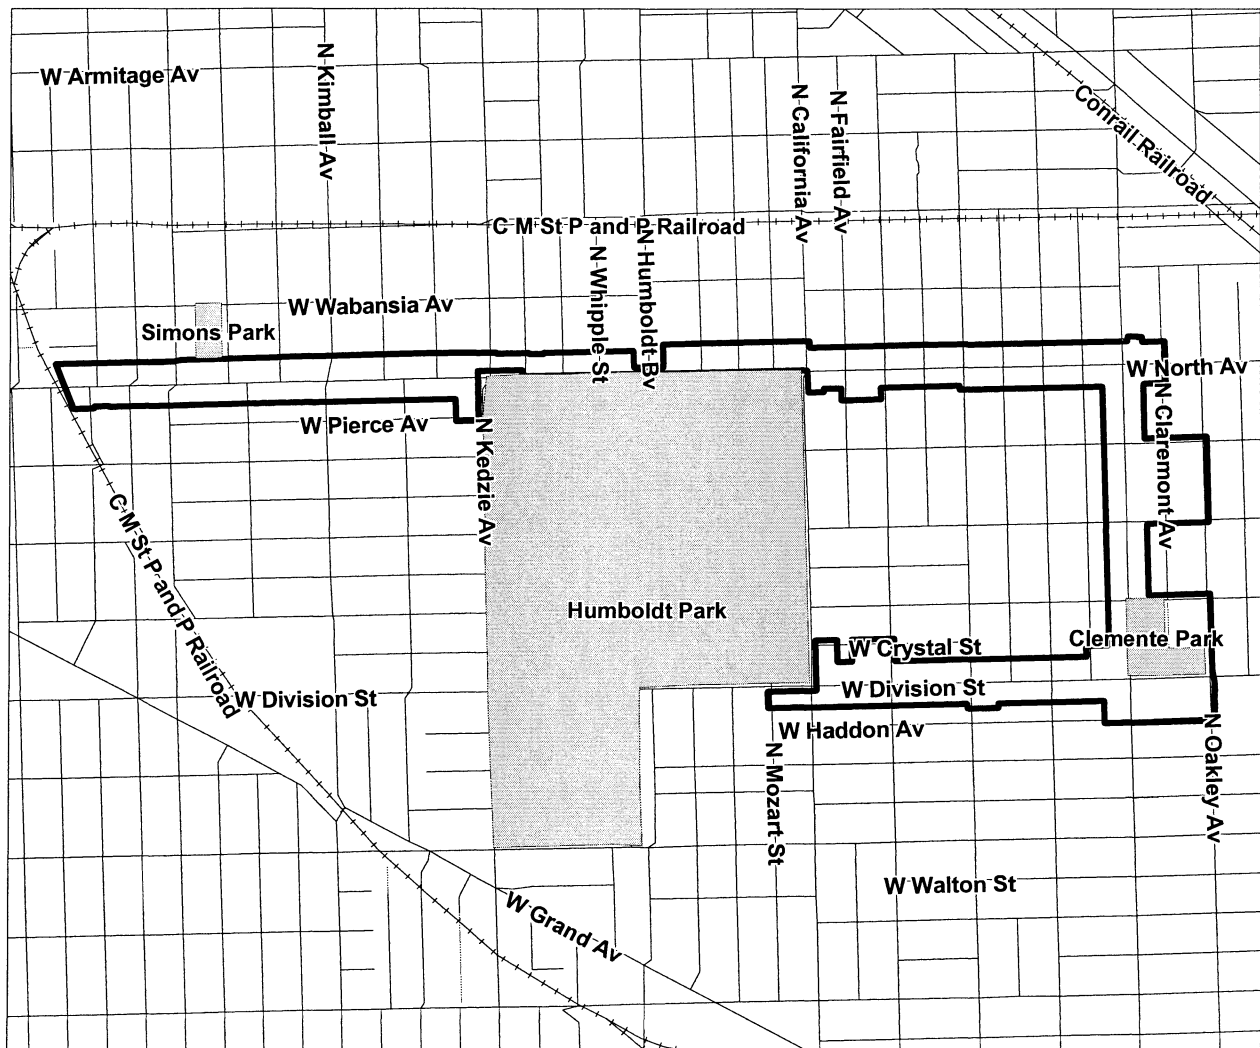 W Armitage Av
N Kimball Av
N California Av
N Fairfield Av
Conrail Railroad
C M St P and P Railroad
N Whipple St
N Humboldt Bv
W Wabansia Av
Simons Park
W North Av
W Pierce Av
N Kedzie Av
N Claremont Av
C M St P and P Railroad
Humboldt Park
Clemente Park
W Crystal St
W Division St
W Division St
W Haddon Av
N Mozart St
N Oakley Av
W Walton St
W Grand Av